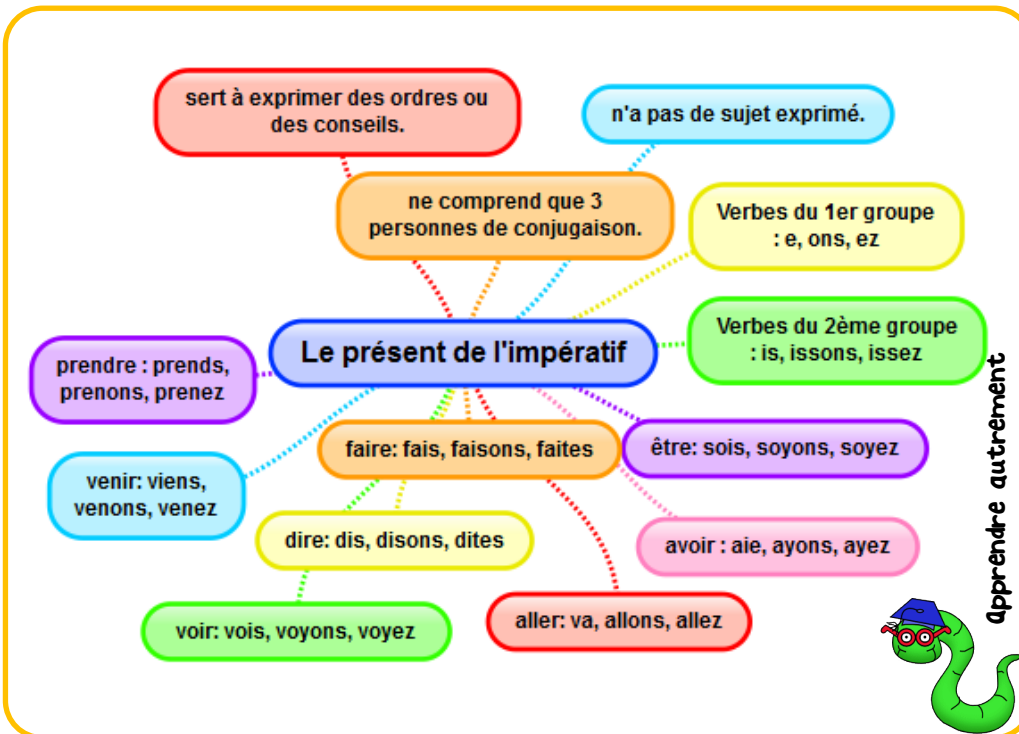 sert à exprimer des ordres ou
des conseils.
n'a pas de sujet exprimé.
ne comprend que 3
personnes de conjugaison.
Verbes du 1er groupe
: e, ons, ez
Verbes du 2ème groupe
: is, issons, issez
Le présent de l'impératif
prendre : prends,
prenons, prenez
faire: fais, faisons, faites
être: sois, soyons, soyez
venir: viens,
venons, venez
dire: dis, disons, dites
avoir : aie, ayons, ayez
voir: vois, voyons, voyez
aller: va, allons, allez
apprendre autrement